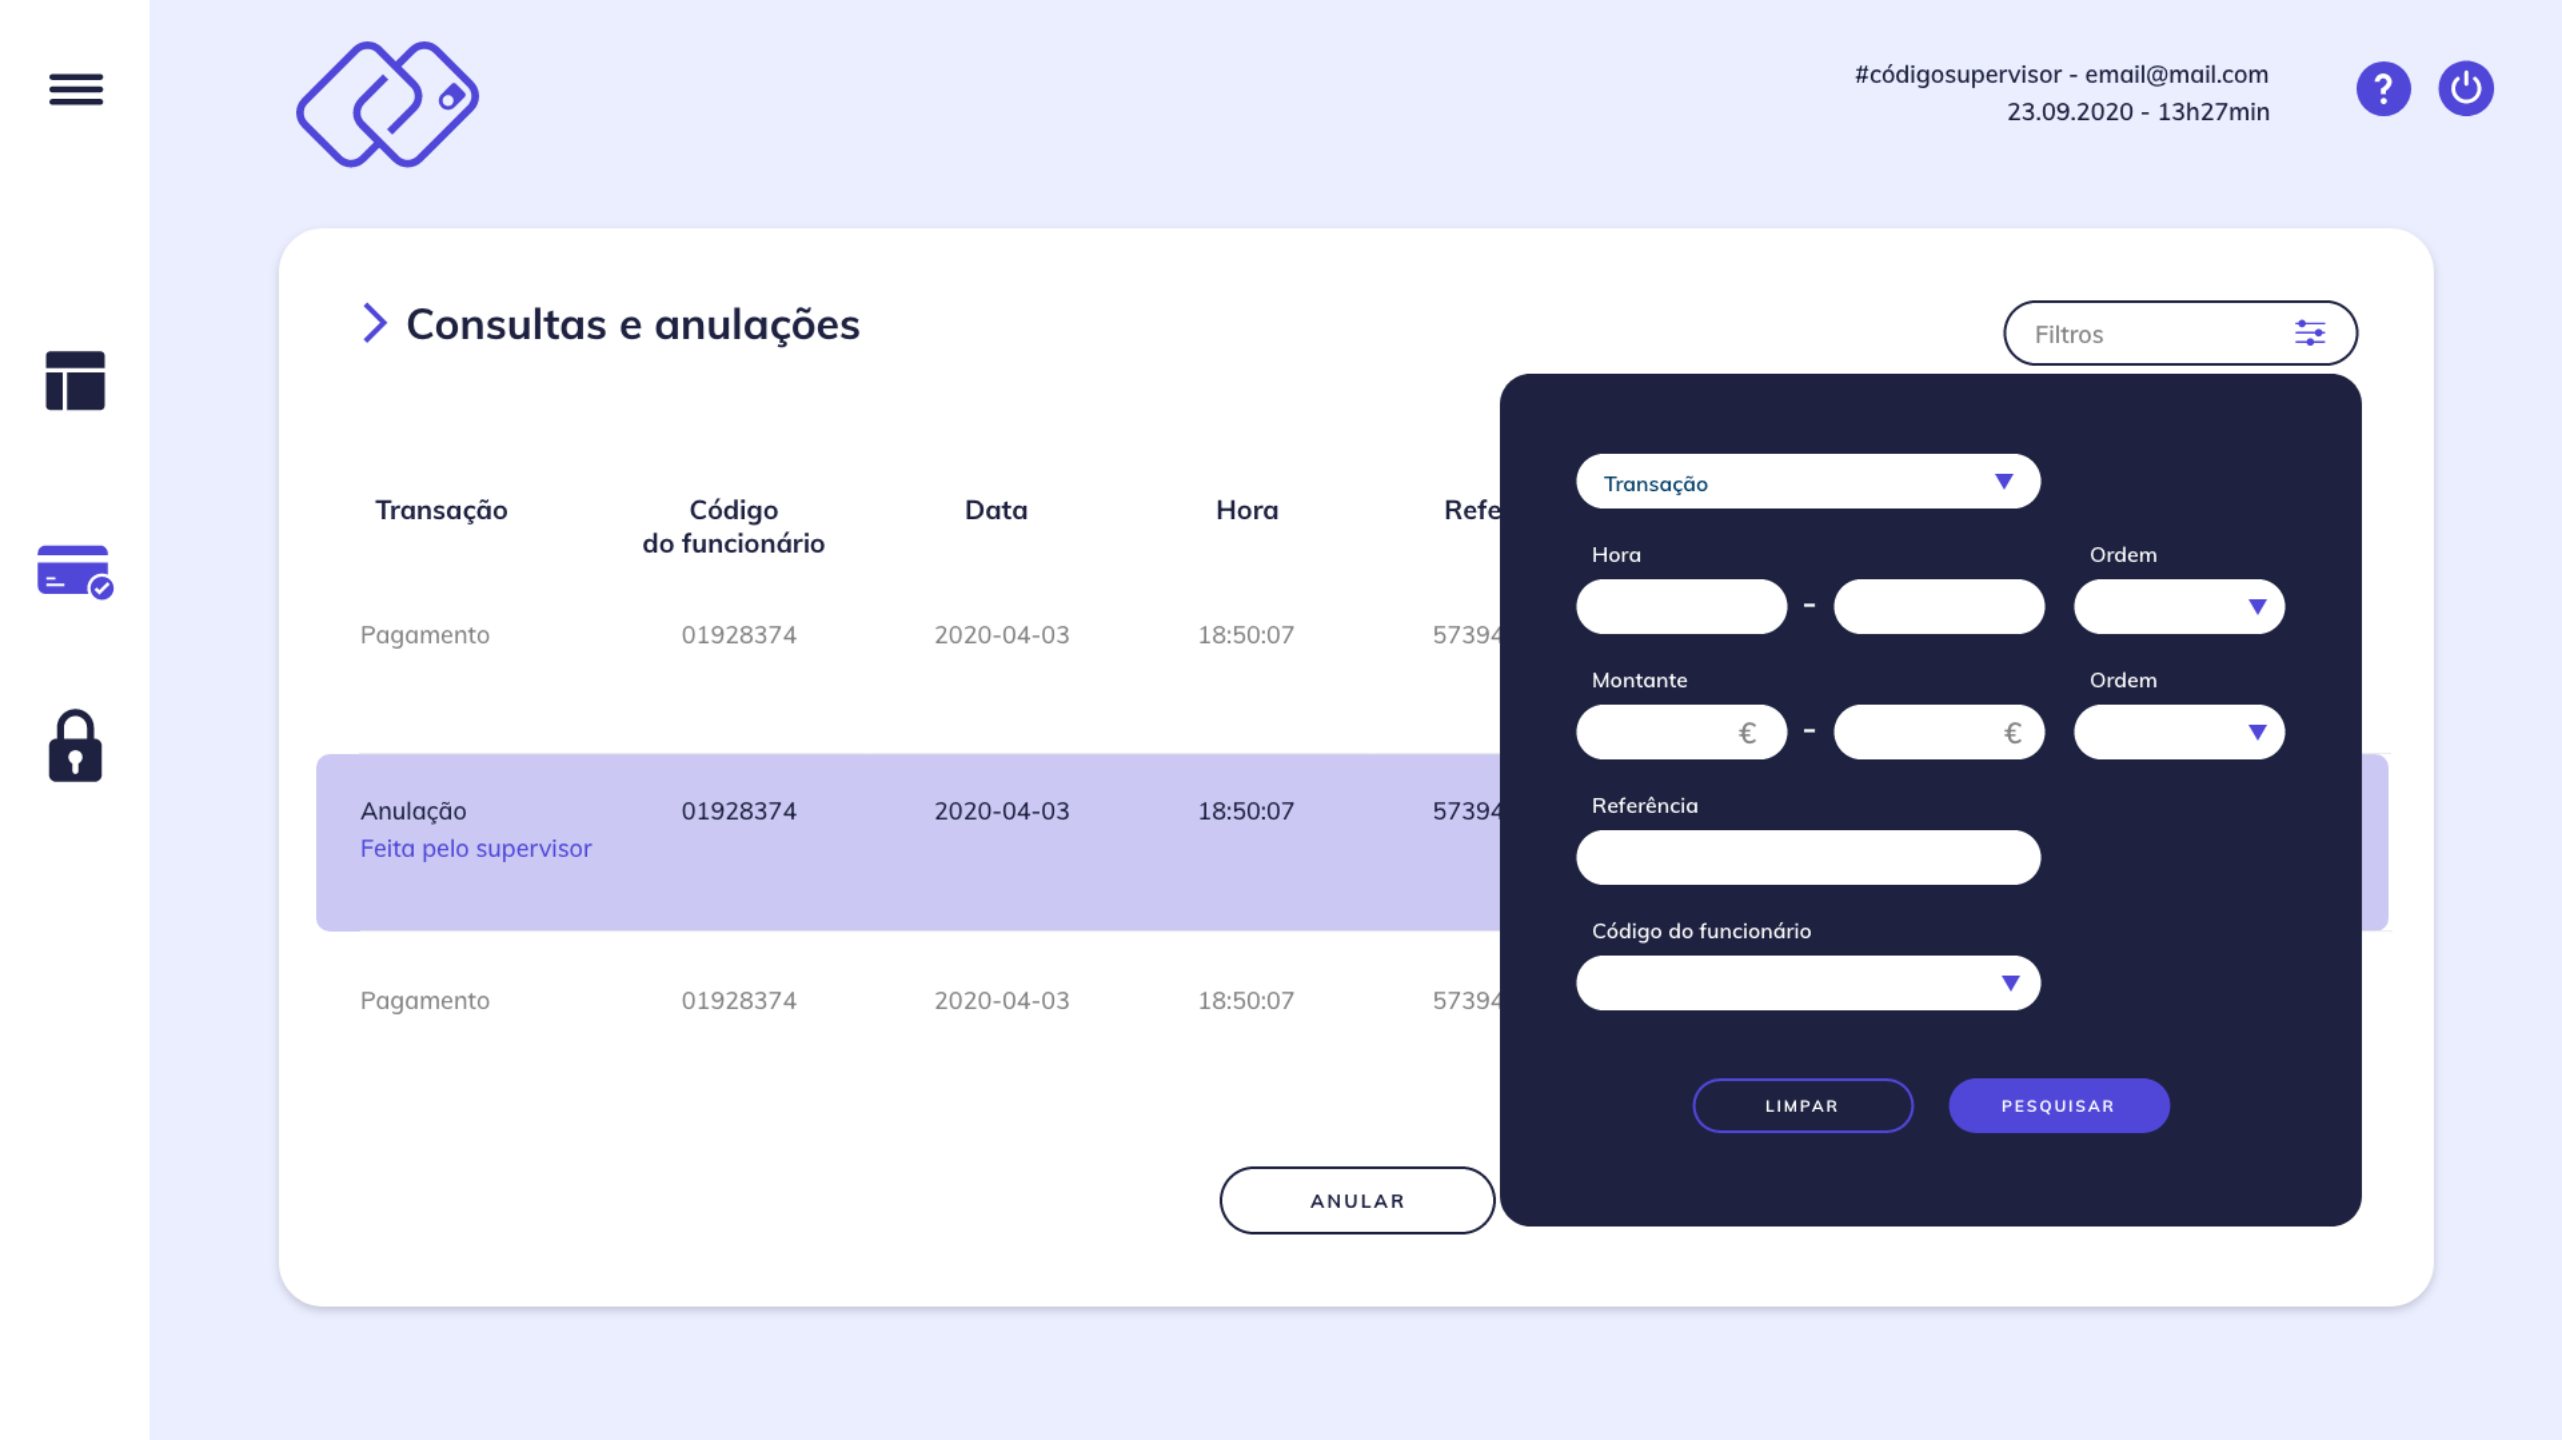 #códigosupervisor - email@mail.com
23.09.2020 - 13h27min
?
Consultas e anulações
Filtros
Transação
Código
do funcionário
Data
Hora
Refe
Pagamento
01928374
2020-04-03
18:50:07
57394
Anulação
01928374
2020-04-03
18:50:07
57394
Feita pelo supervisor
Pagamento
01928374
2020-04-03
18:50:07
57394
ANULAR
Transação
Hora
Ordem
-
Montante
Ordem
€ - €
Referência
Código do funcionário
LIMPAR
PESQUISAR